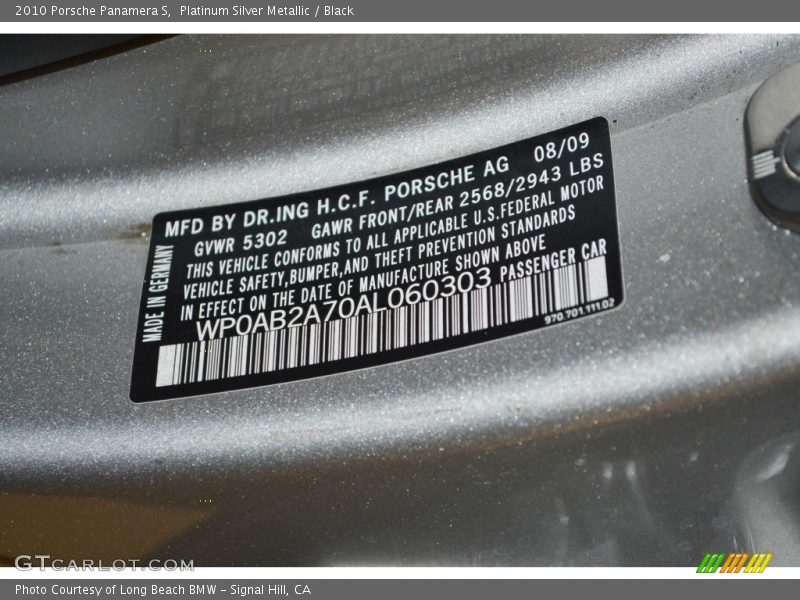 2010 Porsche Panamera S, Platinum Silver Metallic / Black
MFD BY DR.ING H.C.F. PORSCHE AG 08/09
GVWR 5302 GAWR FRONT/REAR 2568/2943 LBS
THIS VEHICLE CONFORMS TO ALL APPLICABLE U.S.FEDERAL MOTOR
VEHICLE SAFETY,BUMPER,AND THEFT PREVENTION STANDARDS
IN EFFECT ON THE DATE OF MANUFACTURE SHOWN ABOVE
WP0AB2A70AL060303 PASSENGER CAR
MADE IN GERMANY
970.701.111.02
GTCARLOT.COM
Photo Courtesy of Long Beach BMW - Signal Hill, CA